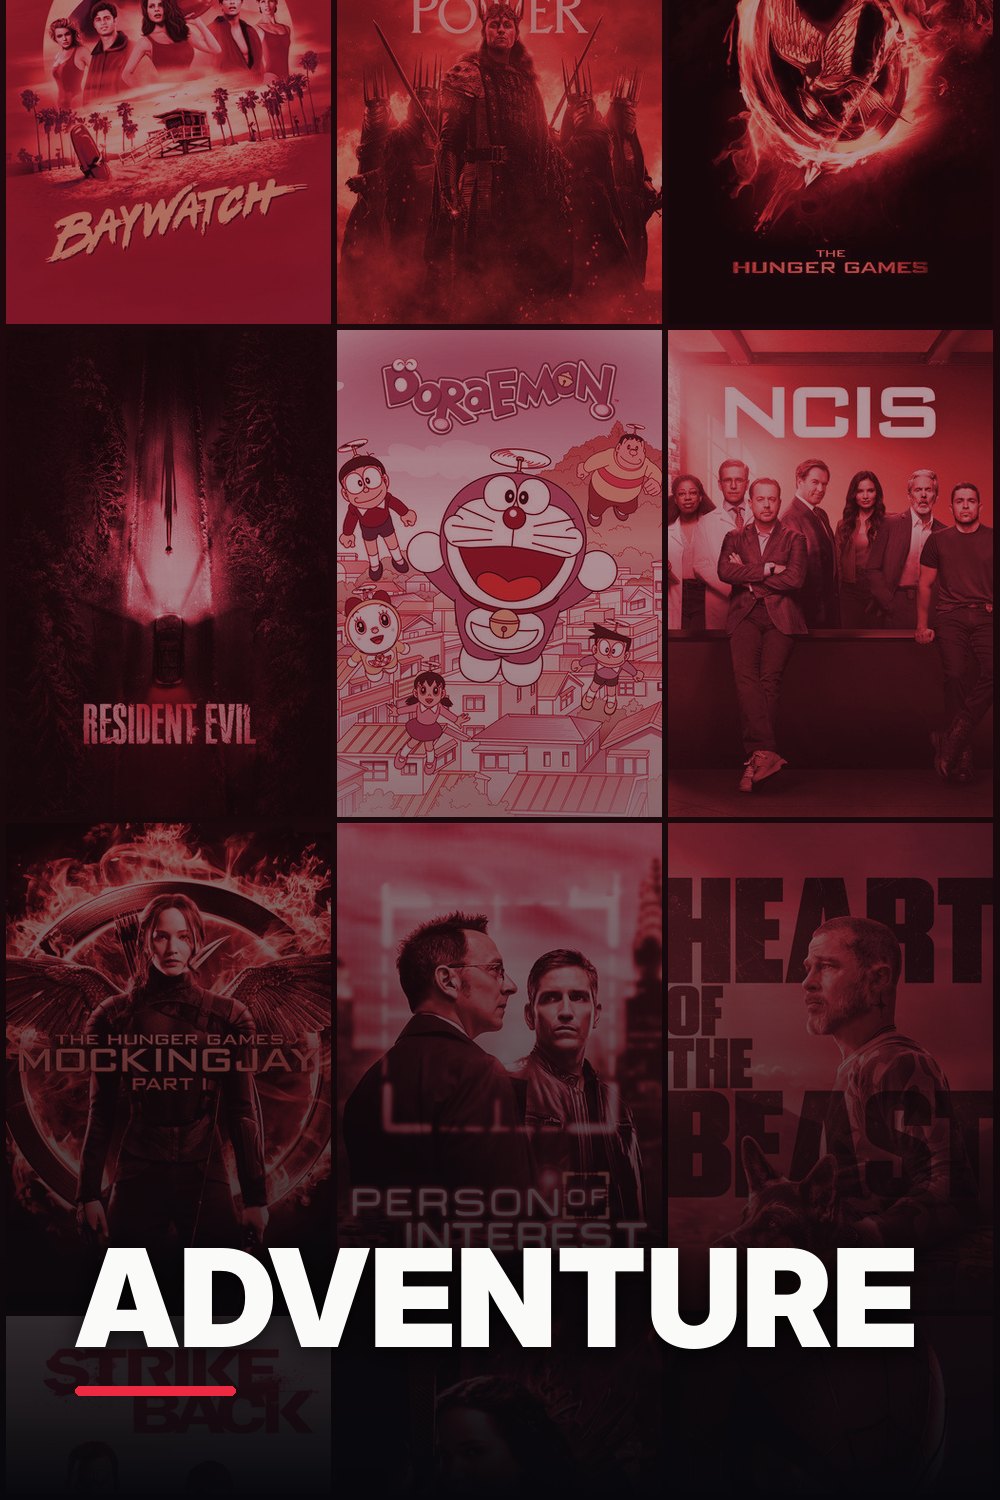 POWER
BAYWATCH
THE
HUNGER GAMES
DORAEMON
NCIS
RESIDENT EVIL
THE HUNGER GAMES
MOCKINGJAY
PART 1
PERSON OF
INTEREST
HEART
OF
THE
BEAST
ADVENTURE
STRIKE
BACK